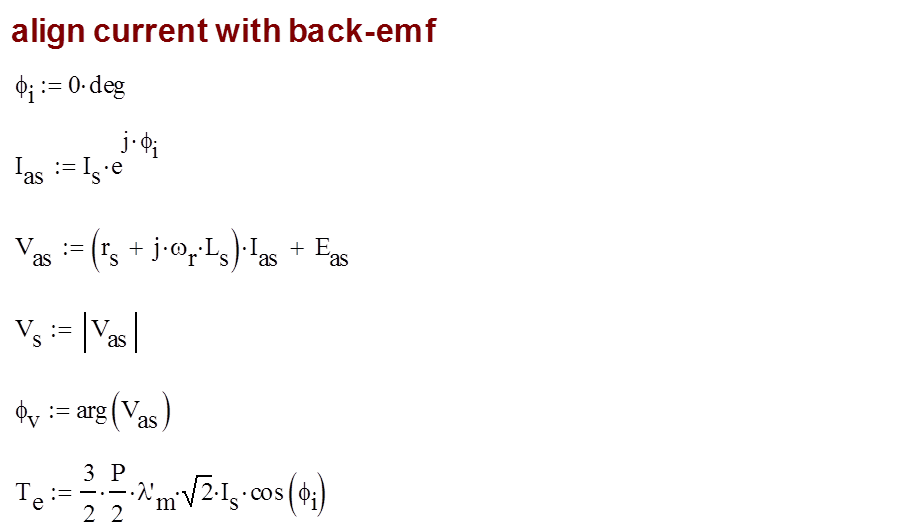 align current with back-emf
ϕi := 0·deg
Ias := Is·e^(j·ϕi)
Vas := (rs + j·ωr·Ls)·Ias + Eas
Vs := |Vas|
ϕv := arg(Vas)
Te := 3/2·P/2·λ'm·√2·Is·cos(ϕi)